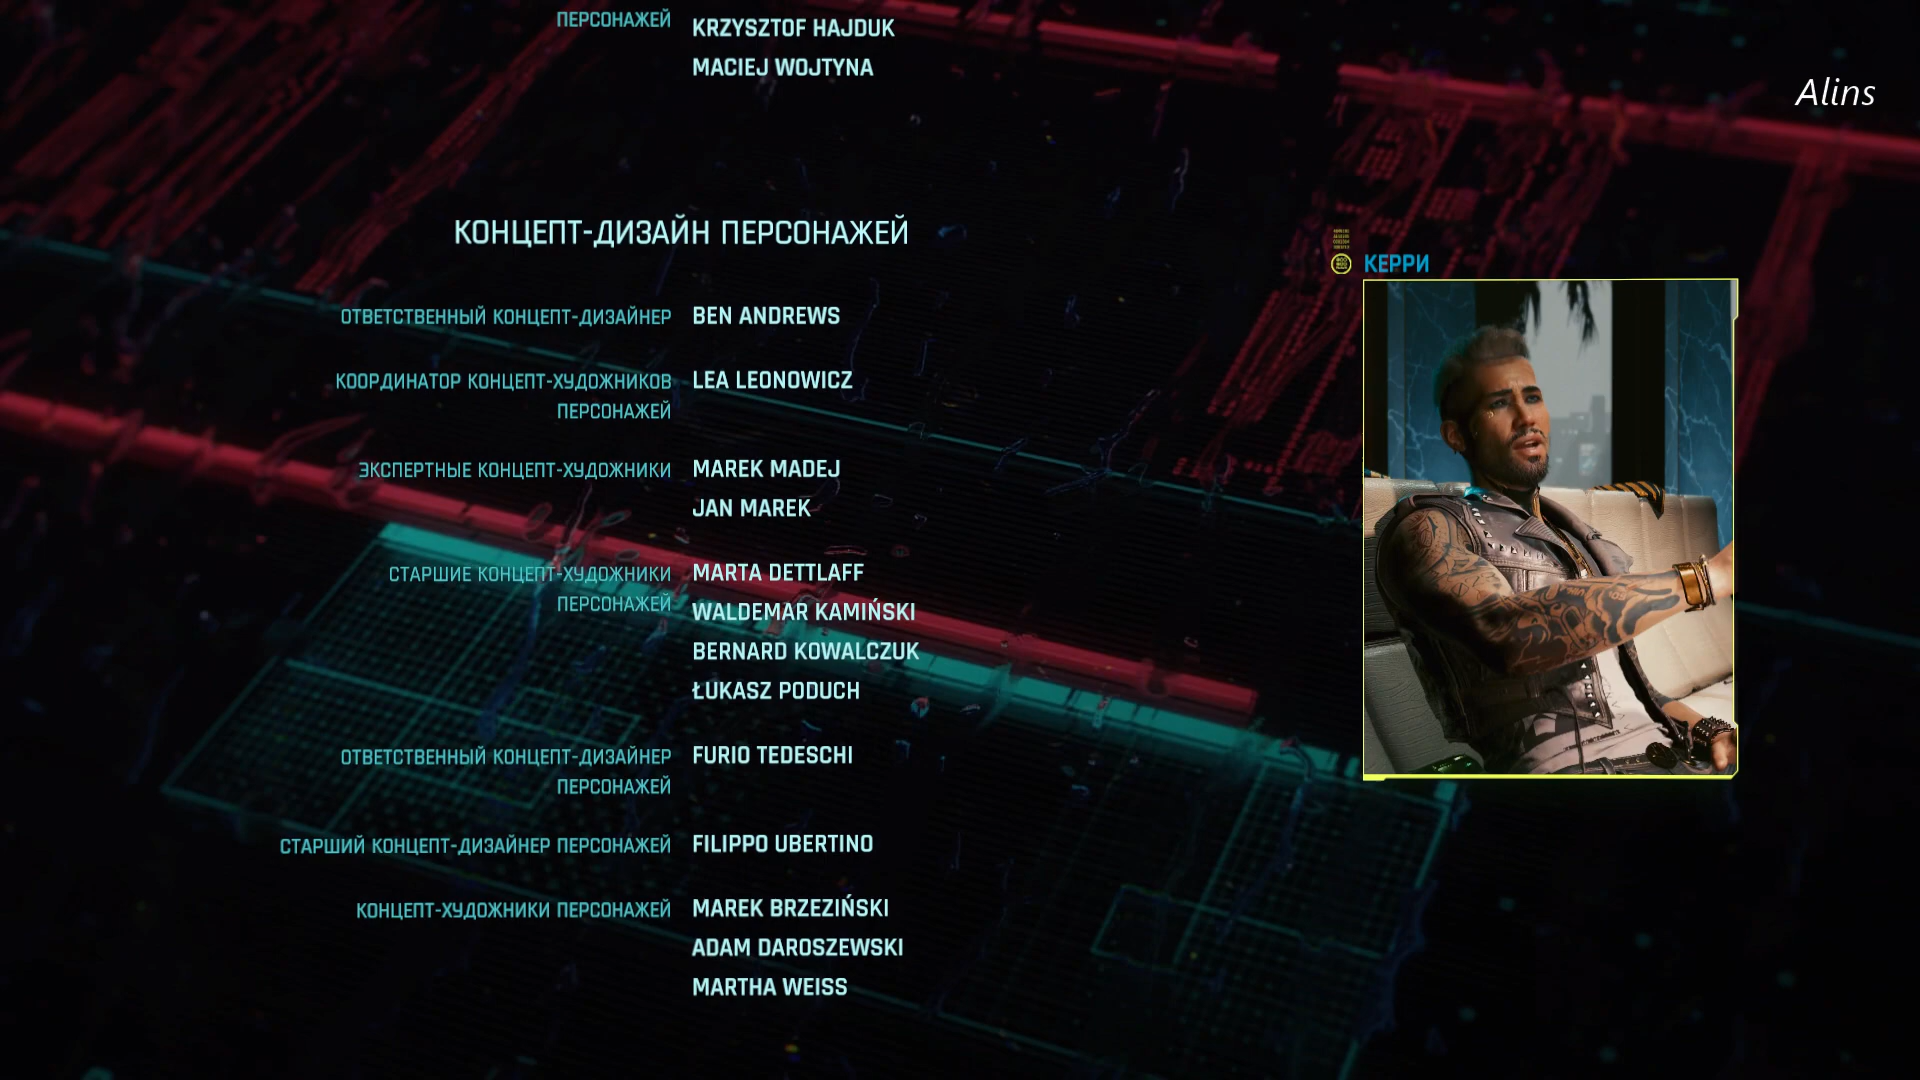 ПЕРСОНАЖЕЙ
KRZYSZTOF HAJDUK
MACIEJ WOJTYNA
Alins
КОНЦЕПТ-ДИЗАЙН ПЕРСОНАЖЕЙ
КЕРРИ
ОТВЕТСТВЕННЫЙ КОНЦЕПТ-ДИЗАЙНЕР BEN ANDREWS
КООРДИНАТОР КОНЦЕПТ-ХУДОЖНИКОВ LEA LEONOWICZ
ПЕРСОНАЖЕЙ
ЭКСПЕРТНЫЕ КОНЦЕПТ-ХУДОЖНИКИ MAREK MADEJ
JAN MAREK
СТАРШИЕ КОНЦЕПТ-ХУДОЖНИКИ MARTA DETTLAFF
ПЕРСОНАЖЕЙ WALDEMAR KAMIŃSKI
BERNARD KOWALCZUK
ŁUKASZ PODUCH
ОТВЕТСТВЕННЫЙ КОНЦЕПТ-ДИЗАЙНЕР FURIO TEDESCHI
ПЕРСОНАЖЕЙ
СТАРШИЙ КОНЦЕПТ-ДИЗАЙНЕР ПЕРСОНАЖЕЙ FILIPPO UBERTINO
КОНЦЕПТ-ХУДОЖНИКИ ПЕРСОНАЖЕЙ MAREK BRZEZIŃSKI
ADAM DAROSZEWSKI
MARTHA WEISS